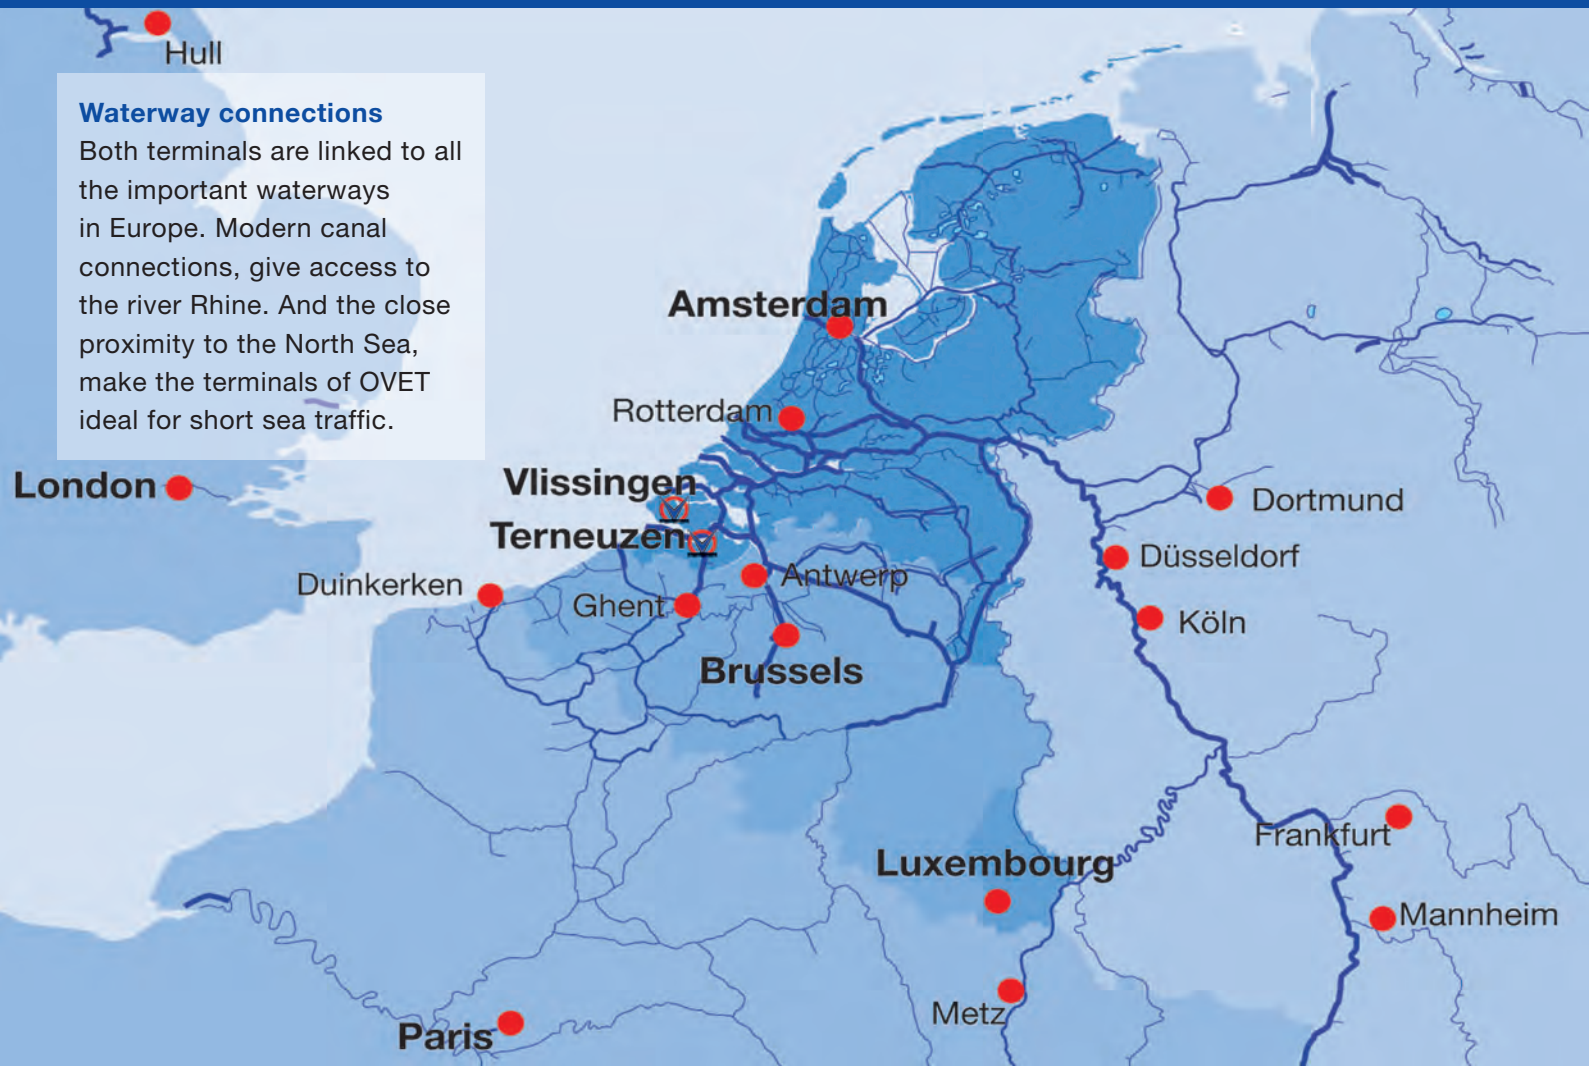 Hull
Waterway connections
Both terminals are linked to all
the important waterways
in Europe. Modern canal
connections, give access to
the river Rhine. And the close
proximity to the North Sea,
make the terminals of OVET
ideal for short sea traffic.
Amsterdam
Rotterdam
London
Vlissingen
Dortmund
Terneuzen
Düsseldorf
Duinkerken
Antwerp
Ghent
Köln
Brussels
Frankfurt
Luxembourg
Mannheim
Metz
Paris